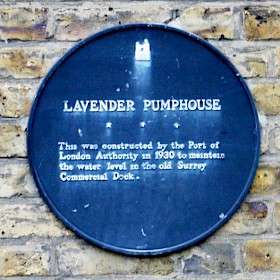 LAVENDER PUMPHOUSE
This was constructed by the Port of
London Authority in 1930 to maintain
the water level in the old Surrey
Commercial Dock.